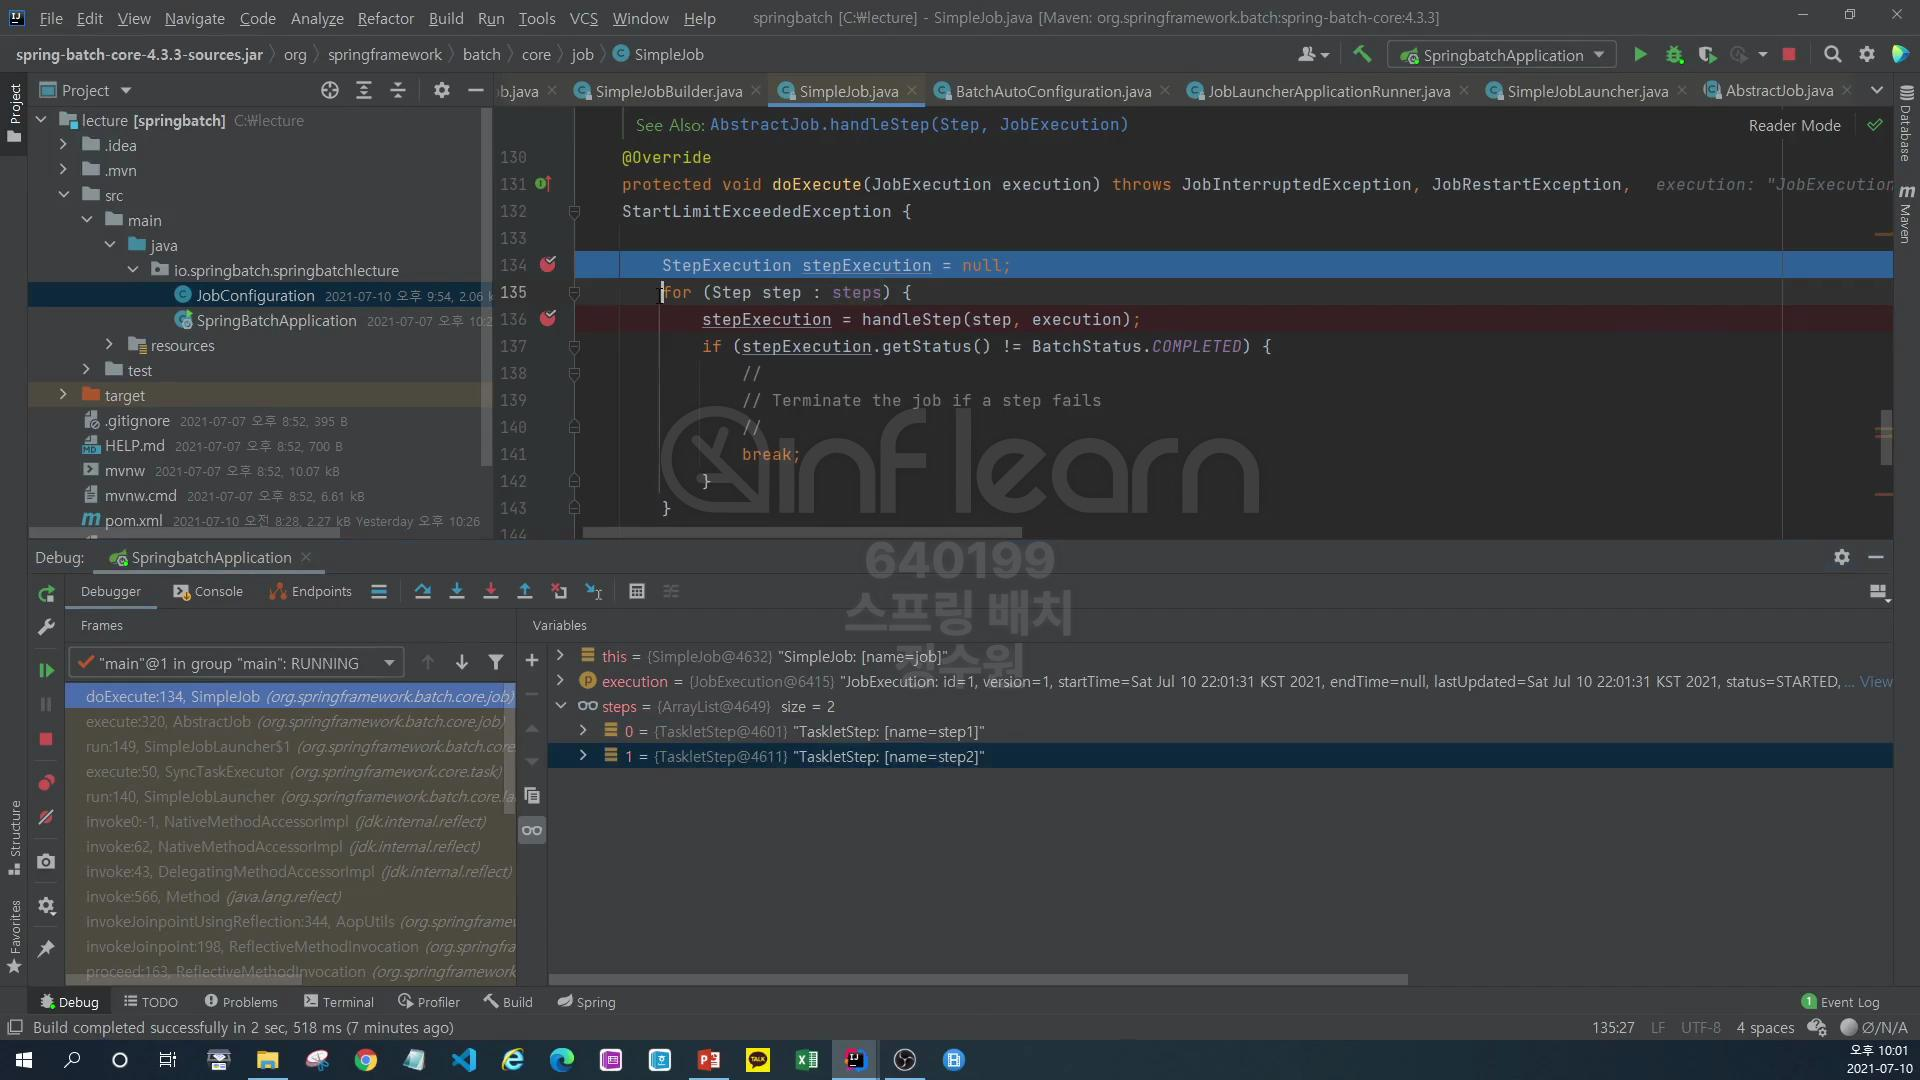 File Edit View Navigate Code Analyze Refactor Build Run Tools VCS Window Help springbatch [C:₩lecture] - SimpleJob.java [Maven: org.springframework.batch:spring-batch-core:4.3.3]
spring-batch-core-4.3.3-sources.jar org springframework batch core job SimpleJob SpringbatchApplication
Project
b.java SimpleJobBuilder.java SimpleJob.java BatchAutoConfiguration.java JobLauncherApplicationRunner.java SimpleJobLauncher.java AbstractJob.java
Project
Database
Maven
Structure
Favorites
lecture [springbatch] C:₩lecture
.idea
.mvn
src
main
java
io.springbatch.springbatchlecture
JobConfiguration 2021-07-10 오후 9:54, 2.06 k
SpringBatchApplication 2021-07-07 오후 10:2
resources
test
target
.gitignore 2021-07-07 오후 8:52, 395 B
HELP.md 2021-07-07 오후 8:52, 700 B
mvnw 2021-07-07 오후 8:52, 10.07 kB
mvnw.cmd 2021-07-07 오후 8:52, 6.61 kB
pom.xml 2021-07-10 오전 8:28, 2.27 kB Yesterday 오후 10:26
See Also: AbstractJob.handleStep(Step, JobExecution)
Reader Mode
130 @Override
131 protected void doExecute(JobExecution execution) throws JobInterruptedException, JobRestartException, execution: "JobExecution
132 StartLimitExceededException {
133
134 StepExecution stepExecution = null;
135 for (Step step : steps) {
136 stepExecution = handleStep(step, execution);
137 if (stepExecution.getStatus() != BatchStatus.COMPLETED) {
138 //
139 // Terminate the job if a step fails
140 //
141 break;
142 }
143 }
144
inflearn
640199
스프링 배치
정수원
Debug: SpringbatchApplication
Debugger Console Endpoints
Frames
Variables
"main"@1 in group "main": RUNNING
doExecute:134, SimpleJob (org.springframework.batch.core.job)
execute:320, AbstractJob (org.springframework.batch.core.job)
run:149, SimpleJobLauncher$1 (org.springframework.batch.core.
execute:50, SyncTaskExecutor (org.springframework.core.task)
run:140, SimpleJobLauncher (org.springframework.batch.core.la
invoke0:-1, NativeMethodAccessorImpl (jdk.internal.reflect)
invoke:62, NativeMethodAccessorImpl (jdk.internal.reflect)
invoke:43, DelegatingMethodAccessorImpl (jdk.internal.reflect)
invoke:566, Method (java.lang.reflect)
invokeJoinpointUsingReflection:344, AopUtils (org.springframew
invokeJoinpoint:198, ReflectiveMethodInvocation (org.springfra
proceed:163, ReflectiveMethodInvocation (org.springframework
this = {SimpleJob@4632} "SimpleJob: [name=job]"
execution = {JobExecution@6415} "JobExecution: id=1, version=1, startTime=Sat Jul 10 22:01:31 KST 2021, endTime=null, lastUpdated=Sat Jul 10 22:01:31 KST 2021, status=STARTED, ... View
steps = {ArrayList@4649} size = 2
0 = {TaskletStep@4601} "TaskletStep: [name=step1]"
1 = {TaskletStep@4611} "TaskletStep: [name=step2]"
Debug TODO Problems Terminal Profiler Build Spring 1 Event Log
Build completed successfully in 2 sec, 518 ms (7 minutes ago) 135:27 LF UTF-8 4 spaces Ø/N/A
오후 10:01
2021-07-10